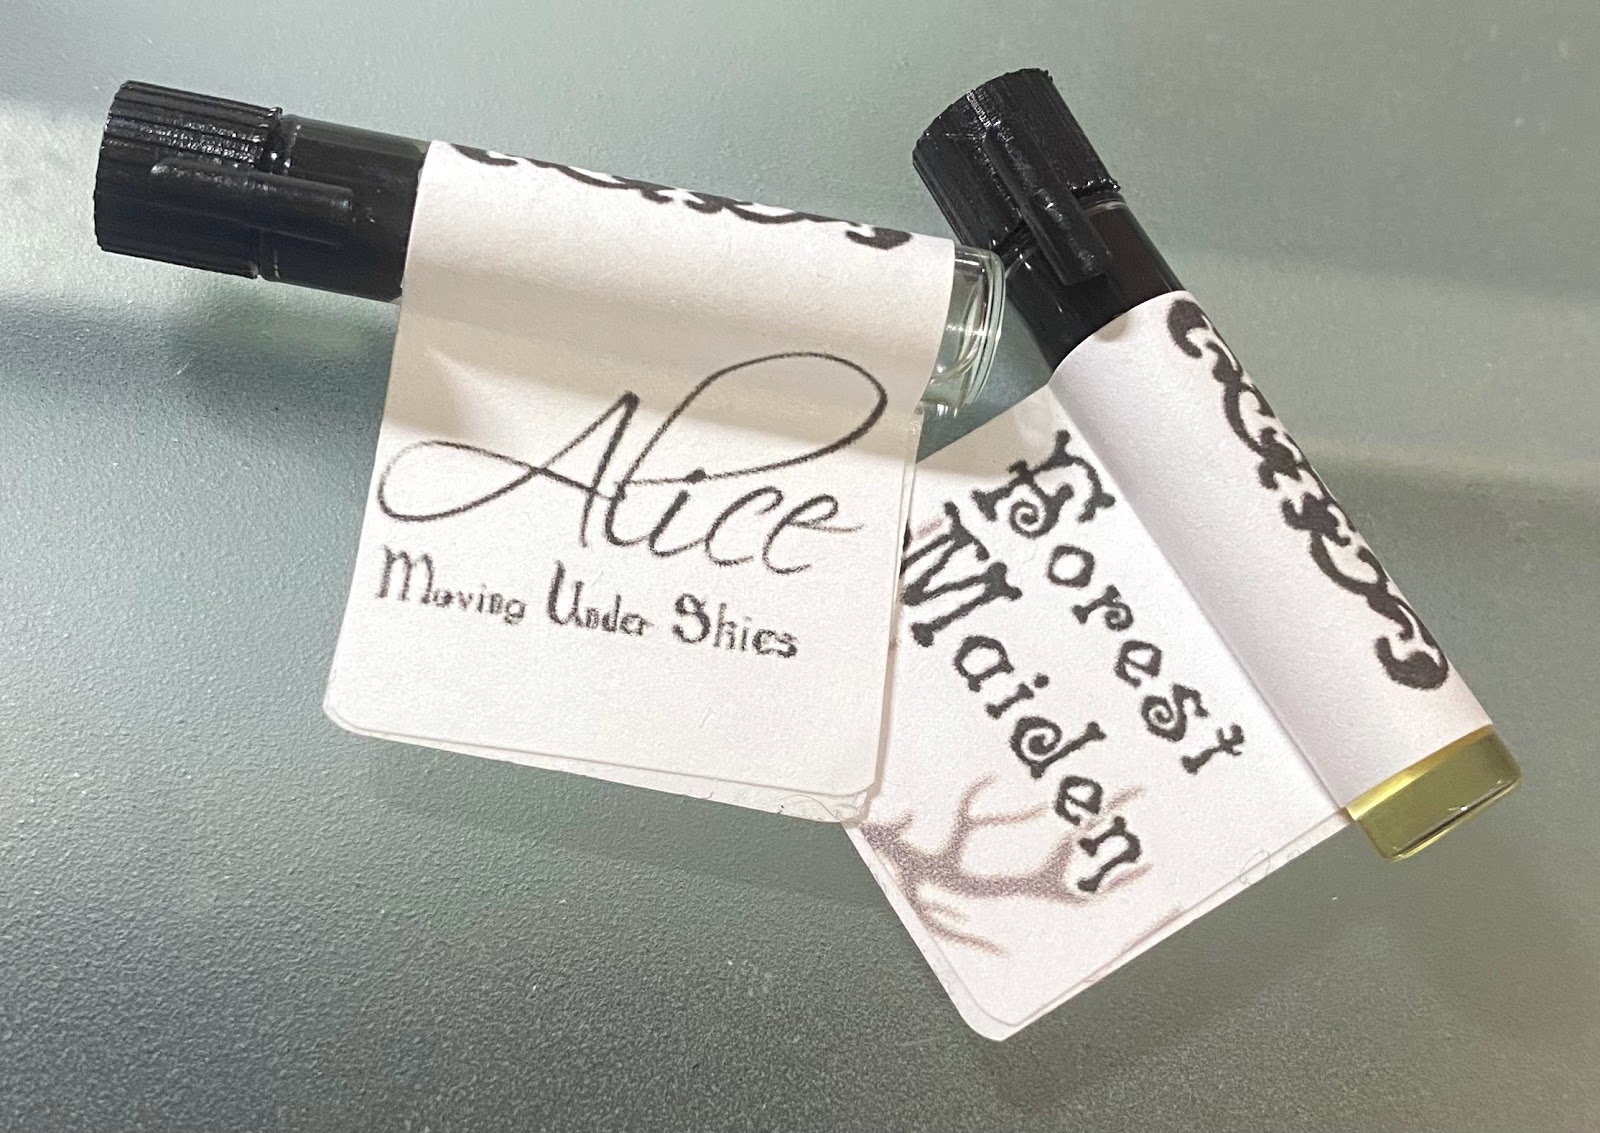 Alice
Moving Under Skies
Forest
Maiden